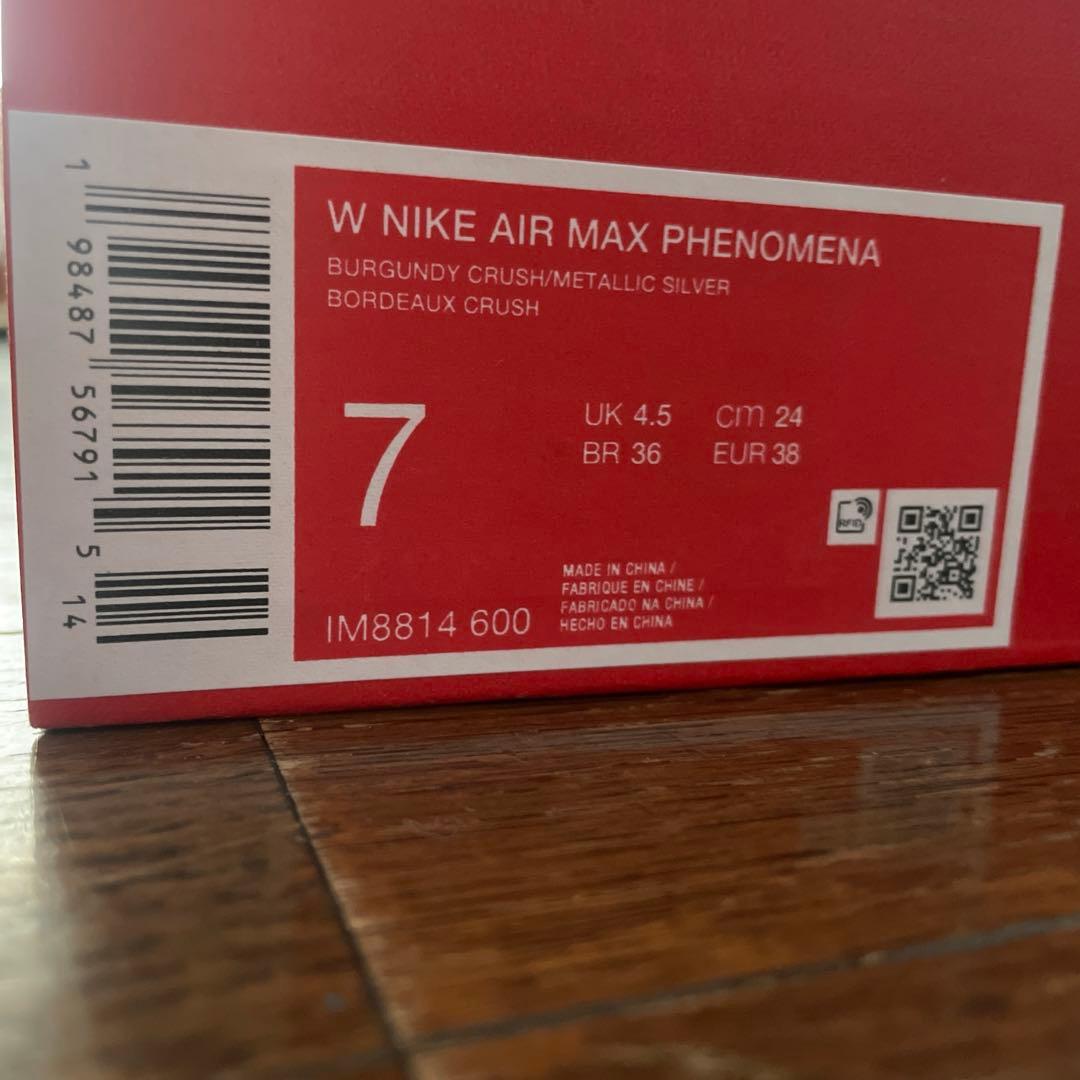 W NIKE AIR MAX PHENOMENA
BURGUNDY CRUSH/METALLIC SILVER
BORDEAUX CRUSH
7
UK 4.5 cm 24
BR 36 EUR 38
RFID
MADE IN CHINA /
FABRIQUE EN CHINE /
FABRICADO NA CHINA /
HECHO EN CHINA
IM8814 600
1 98487 56791 5 14